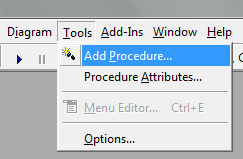 Diagram Tools Add-Ins Window Help
Add Procedure...
Procedure Attributes...
Menu Editor... Ctrl+E
Options...